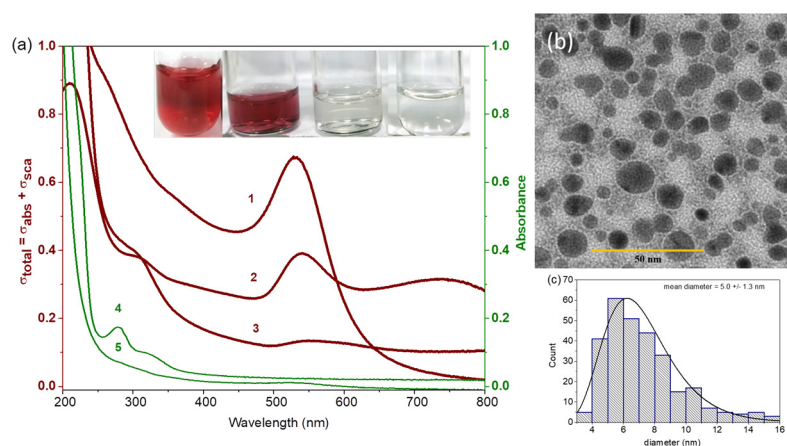 (a)
1.0
0.8
0.6
0.4
0.2
0.0
σtotal = σabs + σsca
1
2
3
4
5
1.0
0.8
0.6
0.4
0.2
0.0
Absorbance
200 300 400 500 600 700 800
Wavelength (nm)
(b)
50 nm
(c)
mean diameter = 5.0 +/- 1.3 nm
70
60
50
40
30
20
10
0
Count
4 6 8 10 12 14 16
diameter (nm)